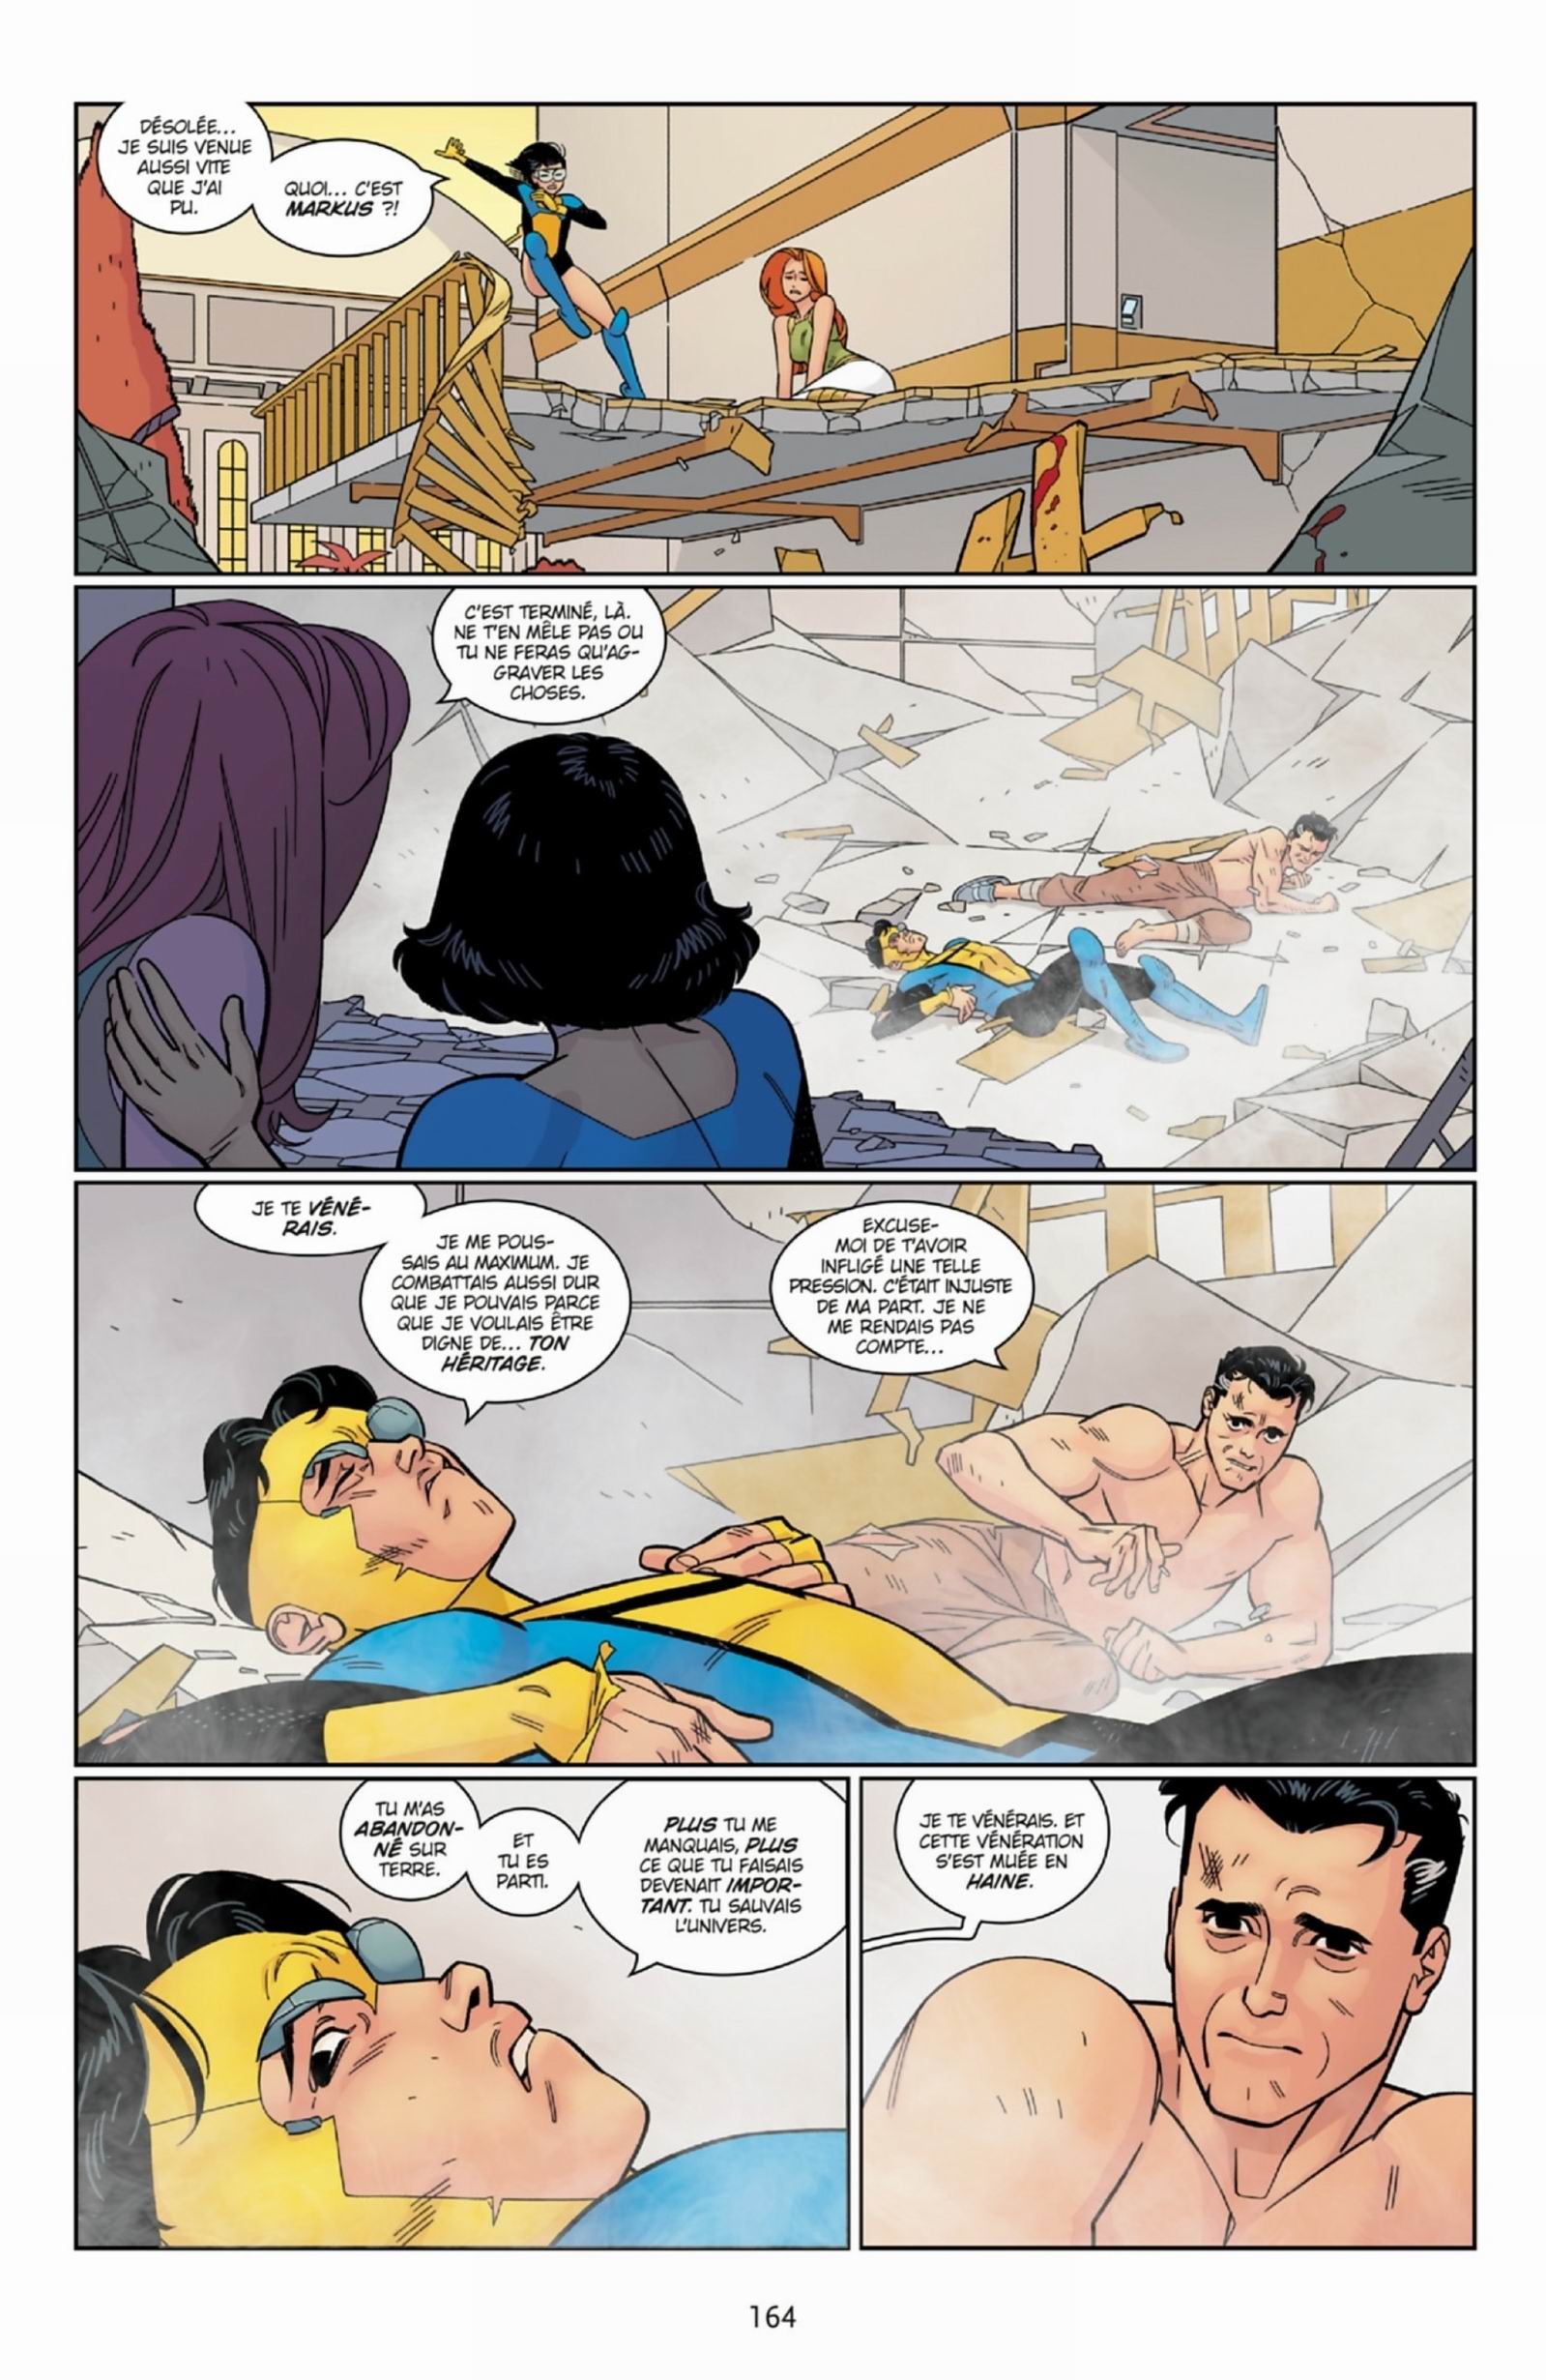 DÉSOLÉE...
JE SUIS VENUE
AUSSI VITE
QUE J'AI
PU.
QUOI... C'EST
MARKUS ?!
C'EST TERMINÉ, LÀ.
NE T'EN MÊLE PAS OU
TU NE FERAS QU'AG-
GRAVER LES
CHOSES.
JE TE VÉNÉ-
RAIS.
JE ME POUS-
SAIS AU MAXIMUM. JE
COMBATTAIS AUSSI DUR
QUE JE POUVAIS PARCE
QUE JE VOULAIS ÊTRE
DIGNE DE... TON
HÉRITAGE.
EXCUSE-
MOI DE T'AVOIR
INFLIGÉ UNE TELLE
PRESSION. C'ÉTAIT INJUSTE
DE MA PART. JE NE
ME RENDAIS PAS
COMPTE...
TU M'AS
ABANDON-
NÉ SUR
TERRE.
ET
TU ES
PARTI.
PLUS TU ME
MANQUAIS, PLUS
CE QUE TU FAISAIS
DEVENAIT IMPOR-
TANT. TU SAUVAIS
L'UNIVERS.
JE TE VÉNÉRAIS. ET
CETTE VÉNÉRATION
S'EST MUÉE EN
HAINE.
164